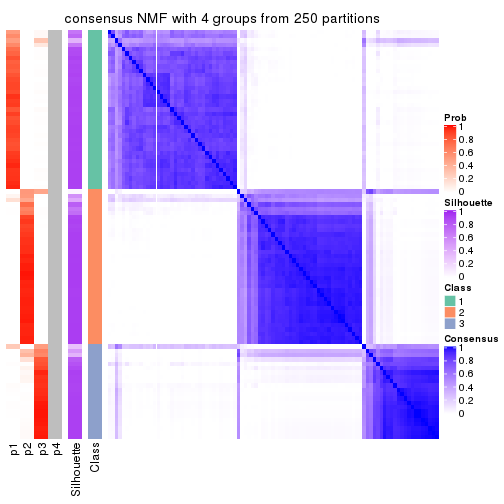 consensus NMF with 4 groups from 250 partitions
Prob
1
0.8
0.6
0.4
0.2
0
Silhouette
1
0.8
0.6
0.4
0.2
0
Class
1
2
3
Consensus
1
0.8
0.6
0.4
0.2
0
p1
p2
p3
p4
Silhouette
Class